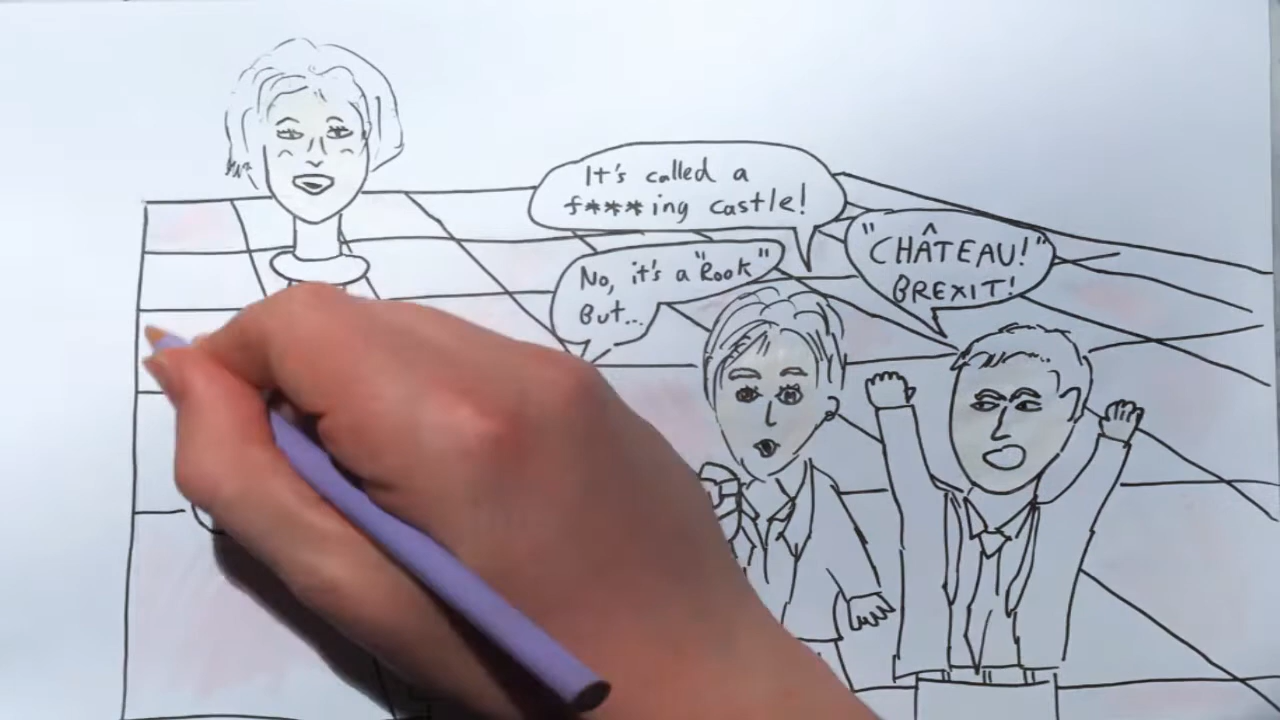 It's called a
f***ing castle!
No, it's a "Rook"
But...
"CHÂTEAU!"
BREXIT!